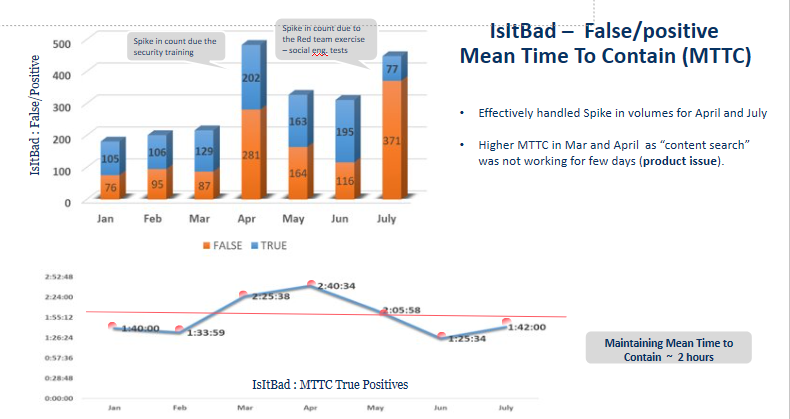 IsItBad – False/positive
Mean Time To Contain (MTTC)
Spike in count due the
security training
Spike in count due to
the Red team exercise
– social eng. tests
IsItBad : False/Positive
500
400
300
200
100
0
105
106
129
202
163
195
77
76
95
87
281
164
116
371
Jan
Feb
Mar
Apr
May
Jun
July
FALSE
TRUE
• Effectively handled Spike in volumes for April and July
• Higher MTTC in Mar and April as “content search”
was not working for few days (product issue).
2:52:48
2:24:00
1:55:12
1:26:24
0:57:36
0:28:48
0:00:00
1:40:00
1:33:59
2:25:38
2:40:34
2:05:58
1:25:34
1:42:00
IsItBad : MTTC True Positives
Jan
Feb
Mar
Apr
May
Jun
July
Maintaining Mean Time to
Contain ~ 2 hours